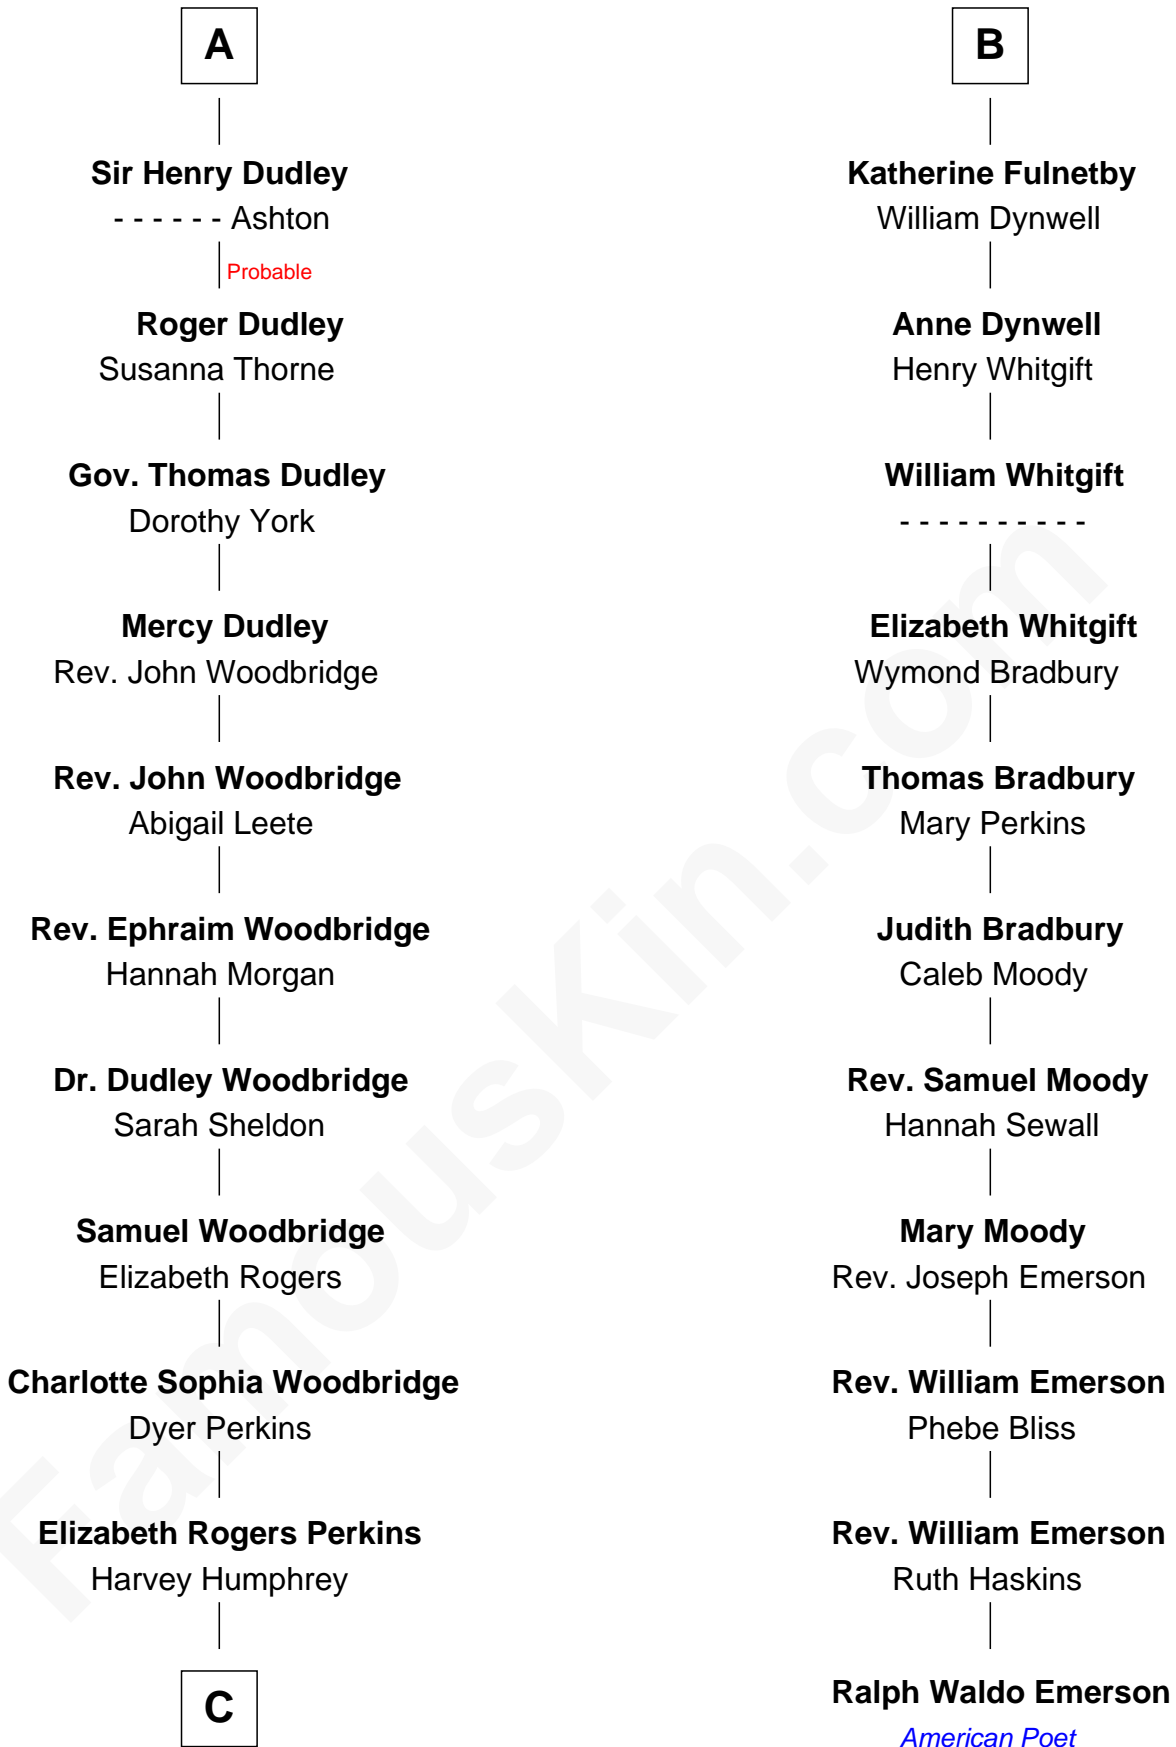 A
Sir Henry Dudley
- - - - - - Ashton
Probable
Roger Dudley
Susanna Thorne
Gov. Thomas Dudley
Dorothy York
Mercy Dudley
Rev. John Woodbridge
Rev. John Woodbridge
Abigail Leete
Rev. Ephraim Woodbridge
Hannah Morgan
Dr. Dudley Woodbridge
Sarah Sheldon
Samuel Woodbridge
Elizabeth Rogers
Charlotte Sophia Woodbridge
Dyer Perkins
Elizabeth Rogers Perkins
Harvey Humphrey
C
B
Katherine Fulnetby
William Dynwell
Anne Dynwell
Henry Whitgift
William Whitgift
- - - - - - - - - -
Elizabeth Whitgift
Wymond Bradbury
Thomas Bradbury
Mary Perkins
Judith Bradbury
Caleb Moody
Rev. Samuel Moody
Hannah Sewall
Mary Moody
Rev. Joseph Emerson
Rev. William Emerson
Phebe Bliss
Rev. William Emerson
Ruth Haskins
Ralph Waldo Emerson
American Poet
FamousKin.com